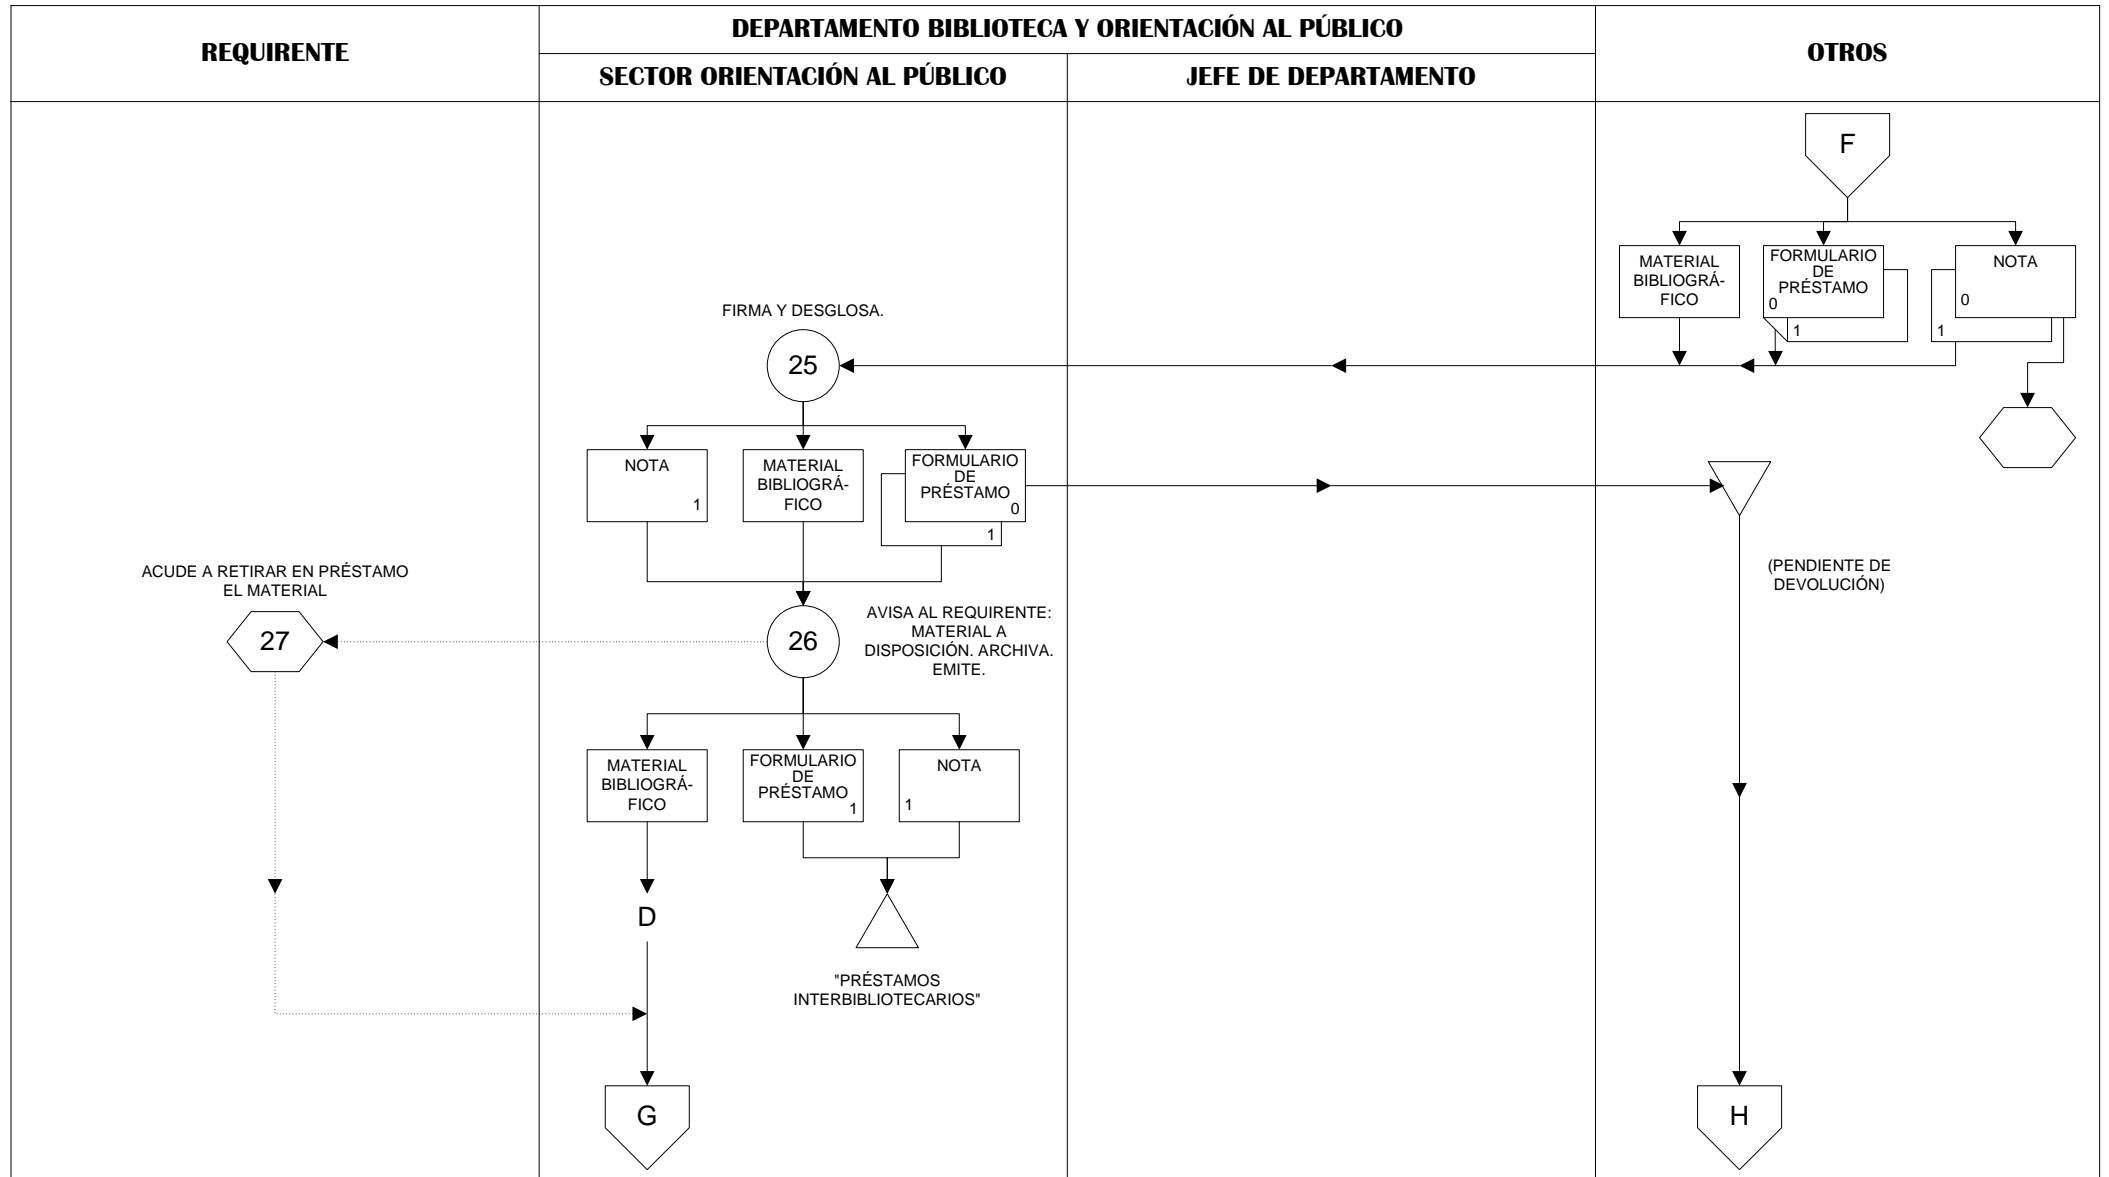 REQUIRENTE
DEPARTAMENTO BIBLIOTECA Y ORIENTACIÓN AL PÚBLICO
SECTOR ORIENTACIÓN AL PÚBLICO
JEFE DE DEPARTAMENTO
OTROS
F
MATERIAL
BIBLIOGRÁ-
FICO
FORMULARIO
DE
PRÉSTAMO
0
1
NOTA
0
1
FIRMA Y DESGLOSA.
25
NOTA
1
MATERIAL
BIBLIOGRÁ-
FICO
FORMULARIO
DE
PRÉSTAMO
0
1
(PENDIENTE DE
DEVOLUCIÓN)
ACUDE A RETIRAR EN PRÉSTAMO
EL MATERIAL
27
26
AVISA AL REQUIRENTE:
MATERIAL A
DISPOSICIÓN. ARCHIVA.
EMITE.
MATERIAL
BIBLIOGRÁ-
FICO
FORMULARIO
DE
PRÉSTAMO
1
NOTA
1
D
"PRÉSTAMOS
INTERBIBLIOTECARIOS"
G
H